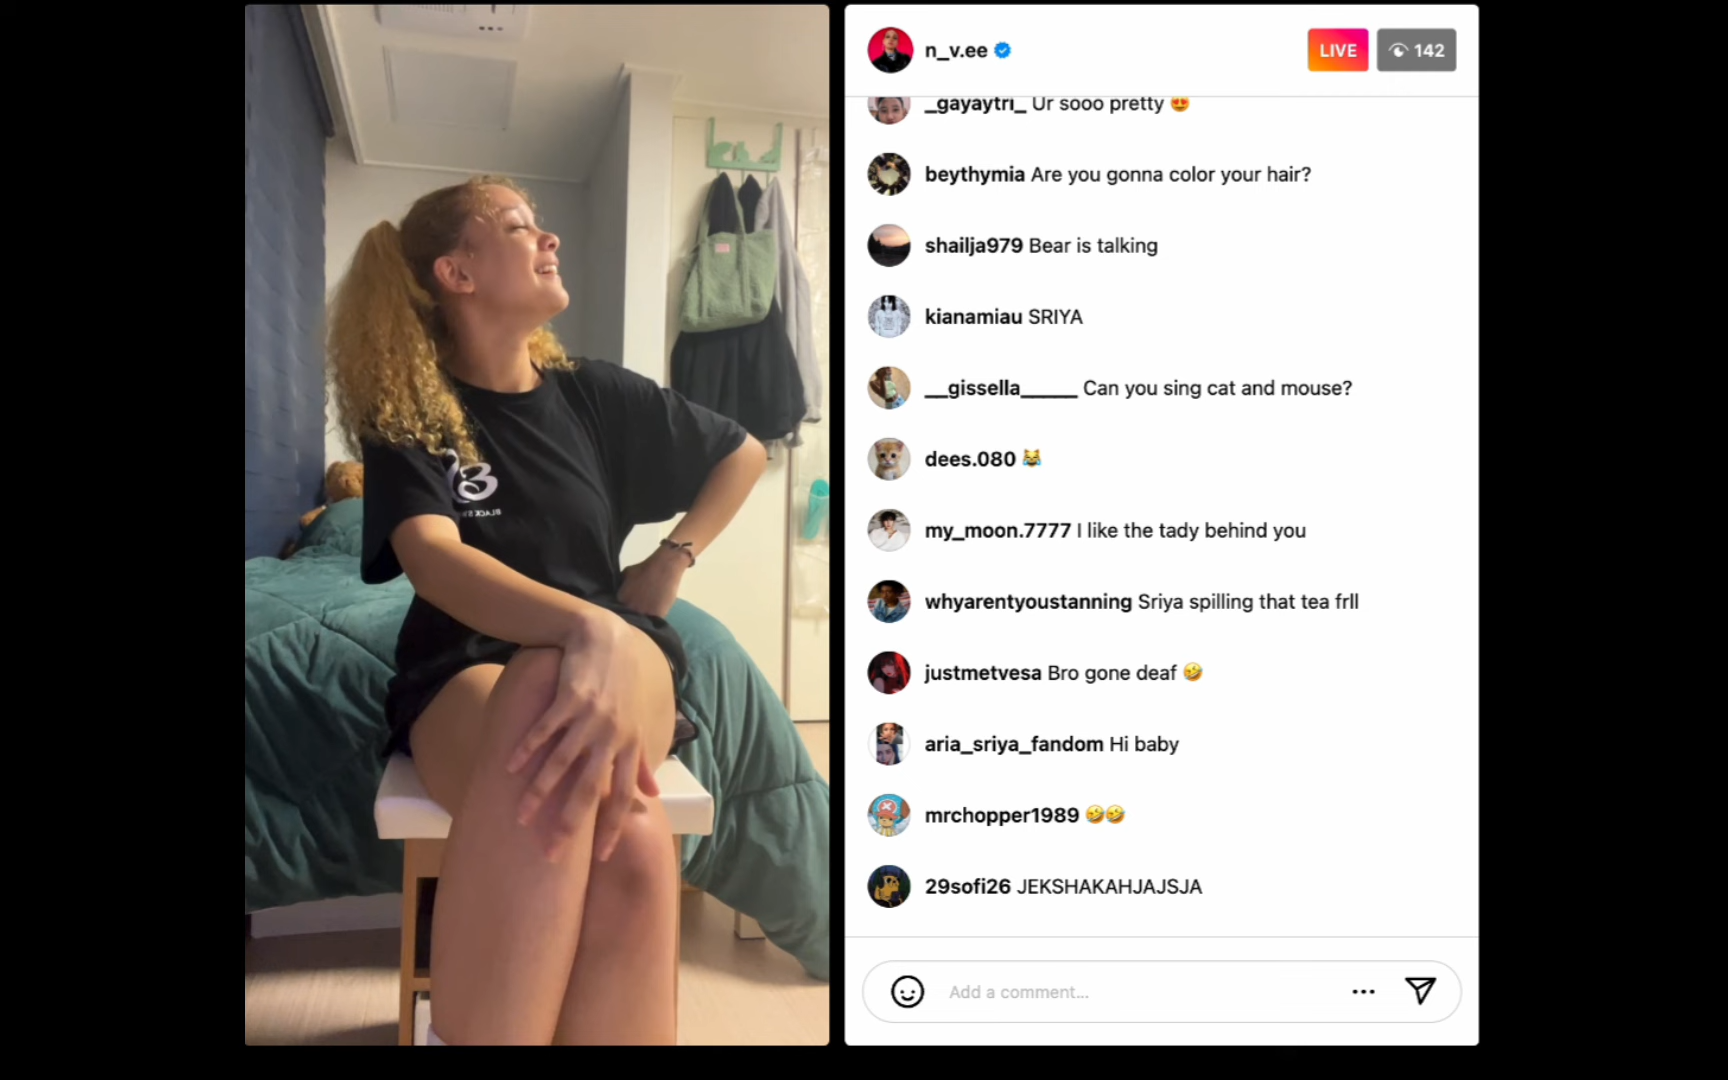 n_v.ee
LIVE
142
_gayaytri_ Ur sooo pretty 😍
beythymia Are you gonna color your hair?
shailja979 Bear is talking
kianamiau SRIYA
__gissella_____ Can you sing cat and mouse?
dees.080 😹
my_moon.7777 I like the tady behind you
whyarentyoustanning Sriya spilling that tea frll
justmetvesa Bro gone deaf 🤣
aria_sriya_fandom Hi baby
mrchopper1989 🤣🤣
29sofi26 JEKSHAKAHJAJSJA
Add a comment...